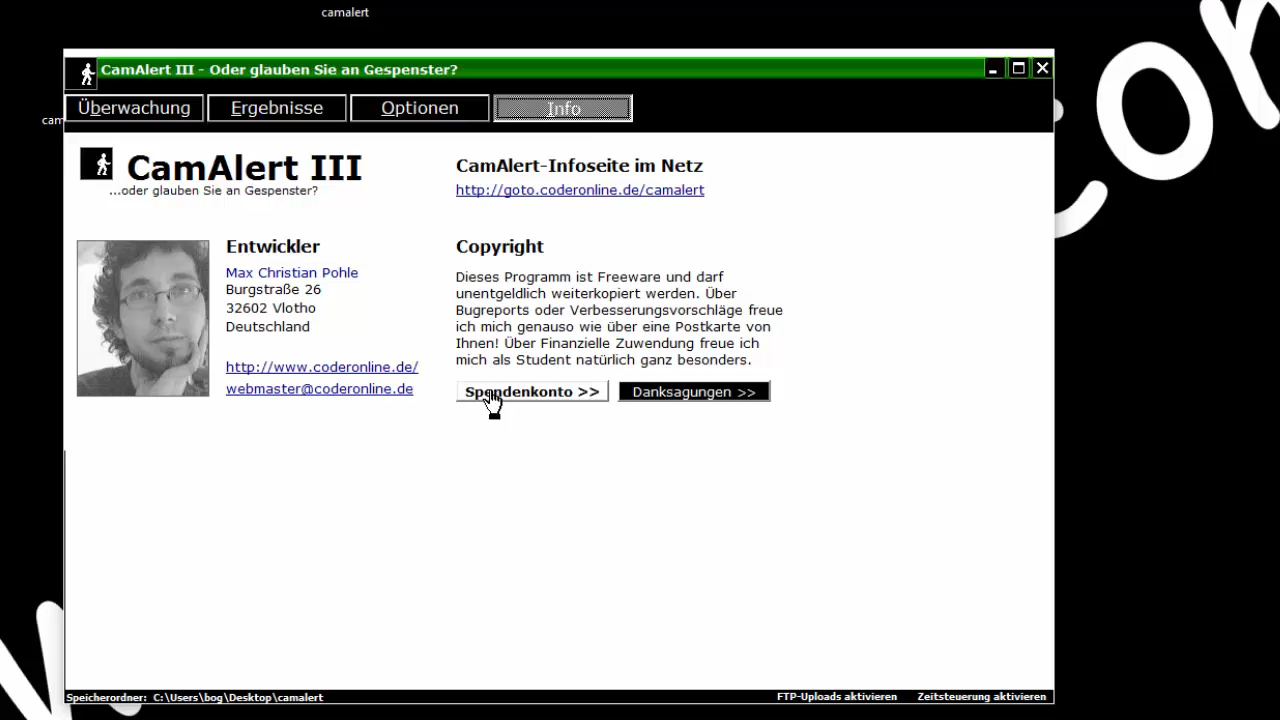 camalert
CamAlert III - Oder glauben Sie an Gespenster?
Überwachung
Ergebnisse
Optionen
Info
cam
CamAlert III
...oder glauben Sie an Gespenster?
CamAlert-Infoseite im Netz
http://goto.coderonline.de/camalert
Entwickler
Max Christian Pohle
Burgstraße 26
32602 Vlotho
Deutschland
http://www.coderonline.de/
webmaster@coderonline.de
Copyright
Dieses Programm ist Freeware und darf
unentgeldlich weiterkopiert werden. Über
Bugreports oder Verbesserungsvorschläge freue
ich mich genauso wie über eine Postkarte von
Ihnen! Über Finanzielle Zuwendung freue ich
mich als Student natürlich ganz besonders.
Spendenkonto >>
Danksagungen >>
Speicherordner: C:\Users\bog\Desktop\camalert
FTP-Uploads aktivieren
Zeitsteuerung aktivieren